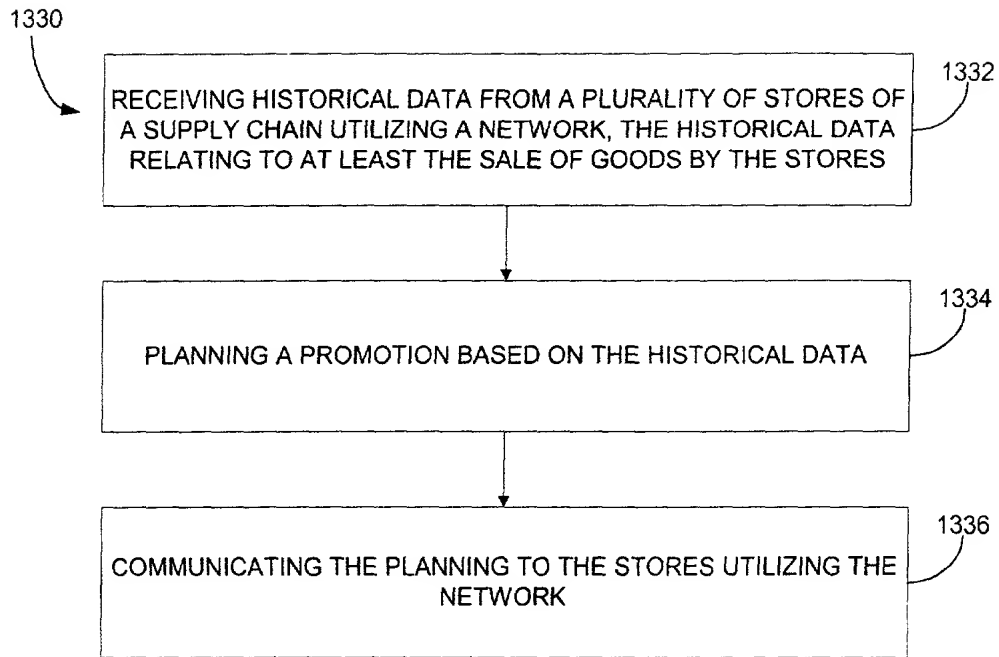 1330
1332
RECEIVING HISTORICAL DATA FROM A PLURALITY OF STORES OF
A SUPPLY CHAIN UTILIZING A NETWORK, THE HISTORICAL DATA
RELATING TO AT LEAST THE SALE OF GOODS BY THE STORES
1334
PLANNING A PROMOTION BASED ON THE HISTORICAL DATA
1336
COMMUNICATING THE PLANNING TO THE STORES UTILIZING THE
NETWORK